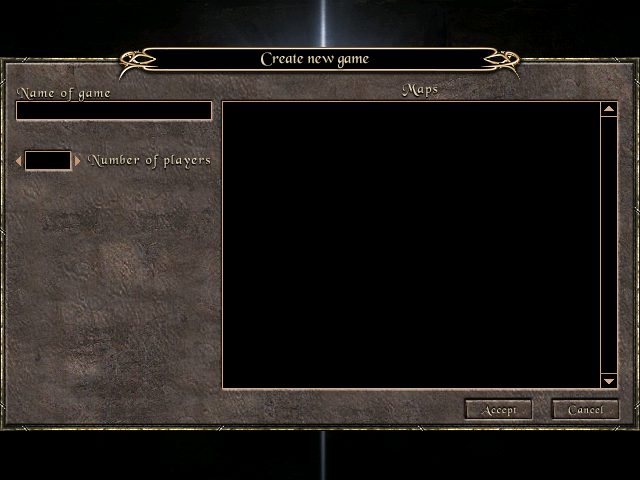 Create new game
Name of game
Maps
Number of players
Accept
Cancel